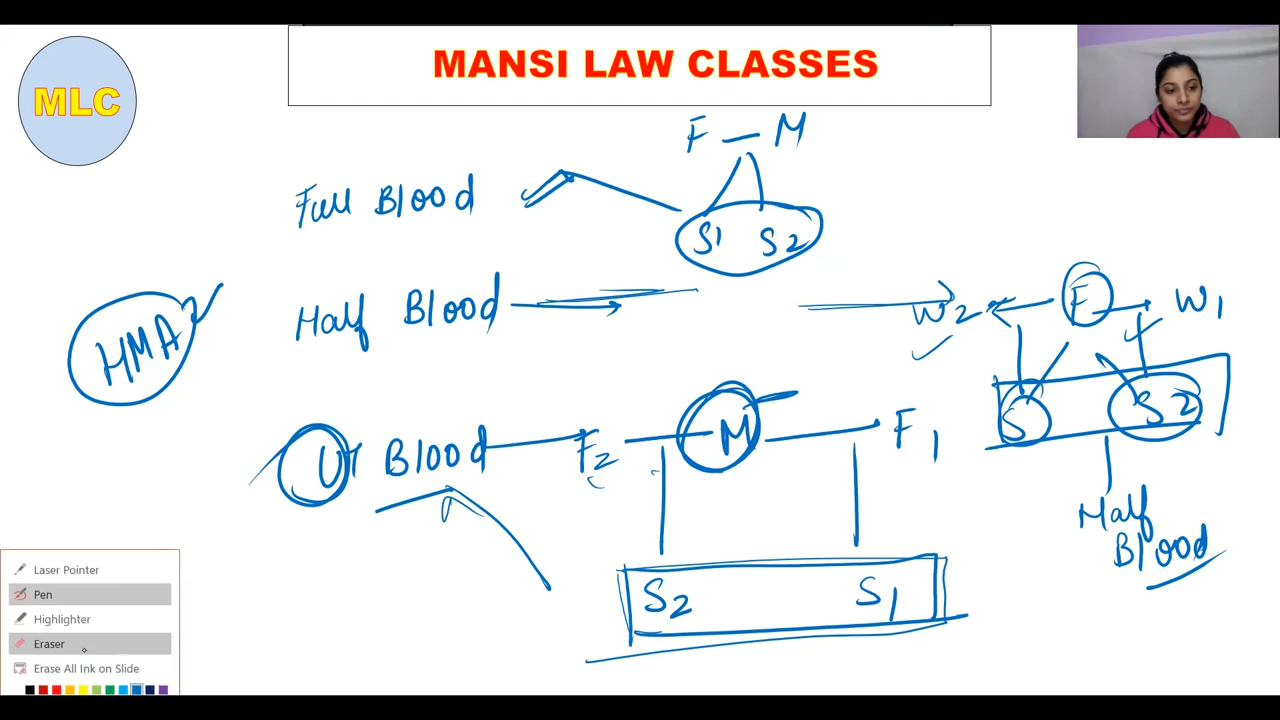 MANSI LAW CLASSES
MLC
F — M
Full Blood
S1 S2
Half Blood
W2 F W1
HMA
S S2
Ut Blood
F2 M F1
Half
Blood
S2 S1
Laser Pointer
Pen
Highlighter
Eraser
Erase All Ink on Slide